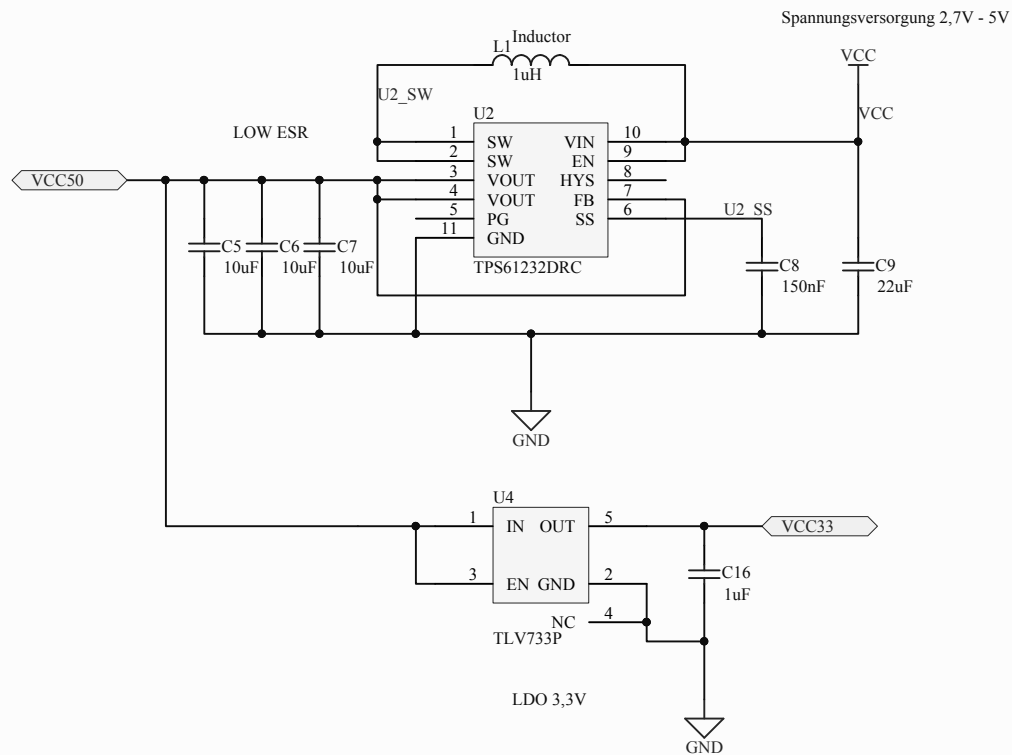 Spannungsversorgung 2,7V - 5V
L1 Inductor
1uH
VCC
U2_SW
VCC
LOW ESR
U2
1 SW VIN 10
2 SW EN 9
VCC50
3 VOUT HYS 8
4 VOUT FB 7
5 PG SS 6
U2_SS
11 GND
TPS61232DRC
C5
10uF
C6
10uF
C7
10uF
C8
150nF
C9
22uF
GND
U4
1 IN OUT 5
VCC33
3 EN GND 2
C16
1uF
NC 4
TLV733P
LDO 3,3V
GND